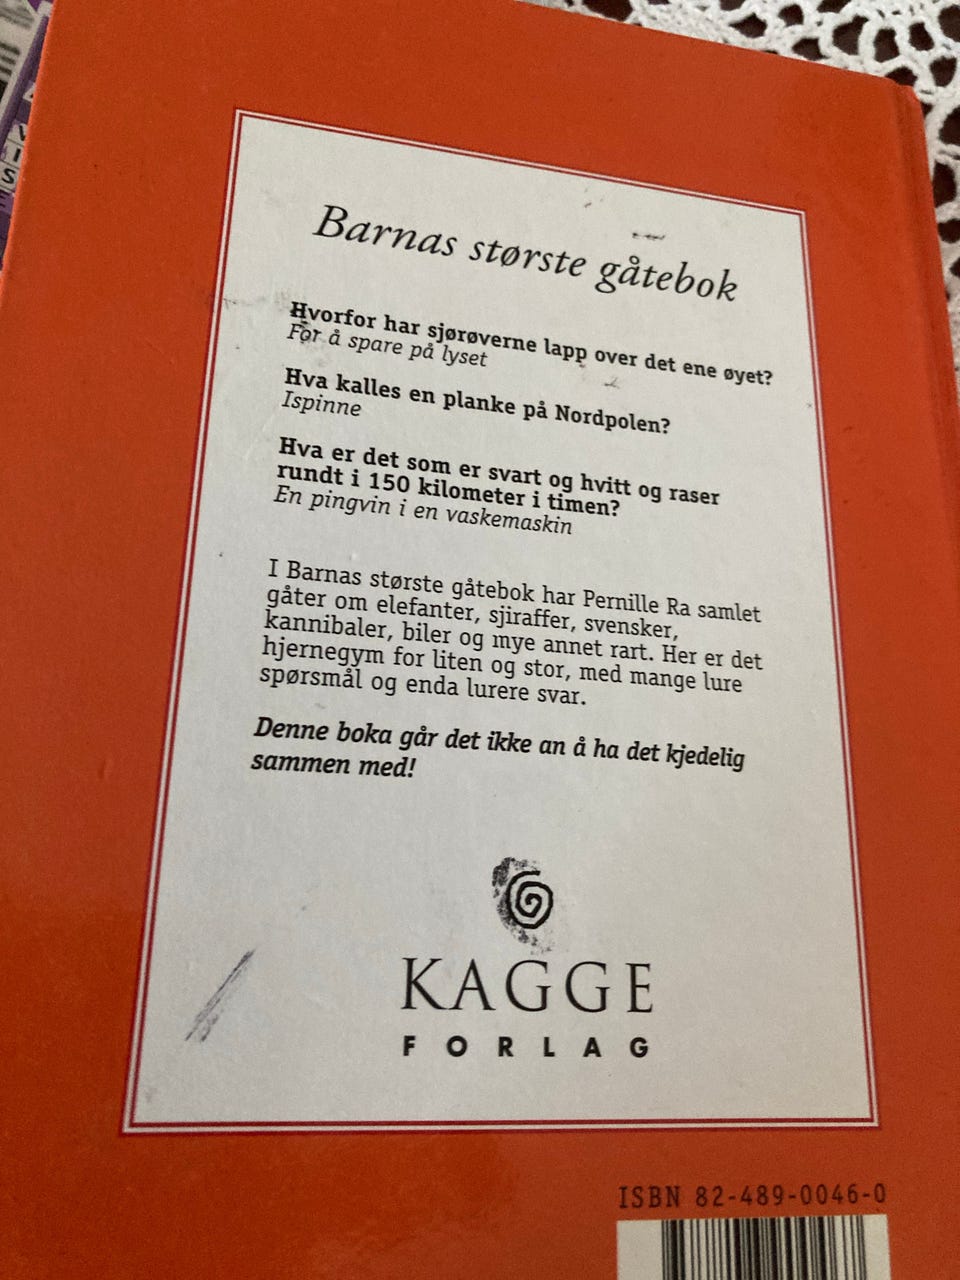 Barnas største gåtebok
Hvorfor har sjørøverne lapp over det ene øyet?
For å spare på lyset
Hva kalles en planke på Nordpolen?
Ispinne
Hva er det som er svart og hvitt og raser
rundt i 150 kilometer i timen?
En pingvin i en vaskemaskin
I Barnas største gåtebok har Pernille Ra samlet
gåter om elefanter, sjiraffer, svensker,
kannibaler, biler og mye annet rart. Her er det
hjernegym for liten og stor, med mange lure
spørsmål og enda lurere svar.
Denne boka går det ikke an å ha det kjedelig
sammen med!
KAGGE
FORLAG
ISBN 82-489-0046-0